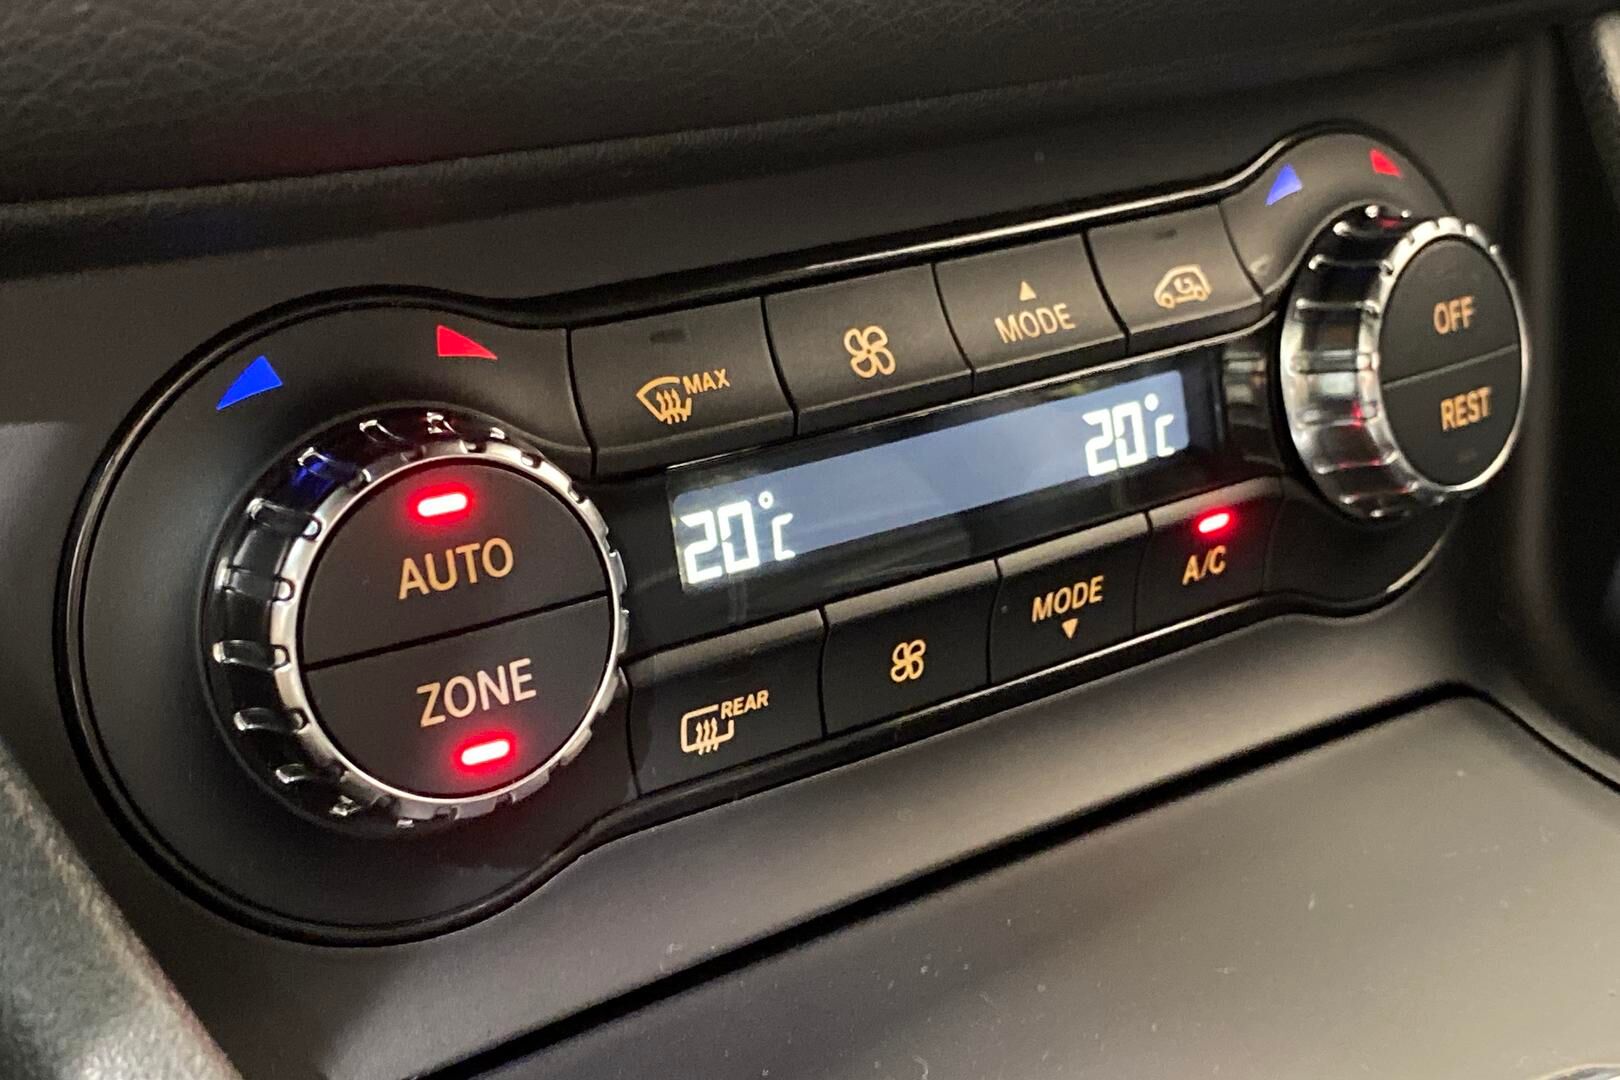 MAX
MODE
OFF
REST
20°c
20°c
AUTO
ZONE
MODE
A/C
REAR